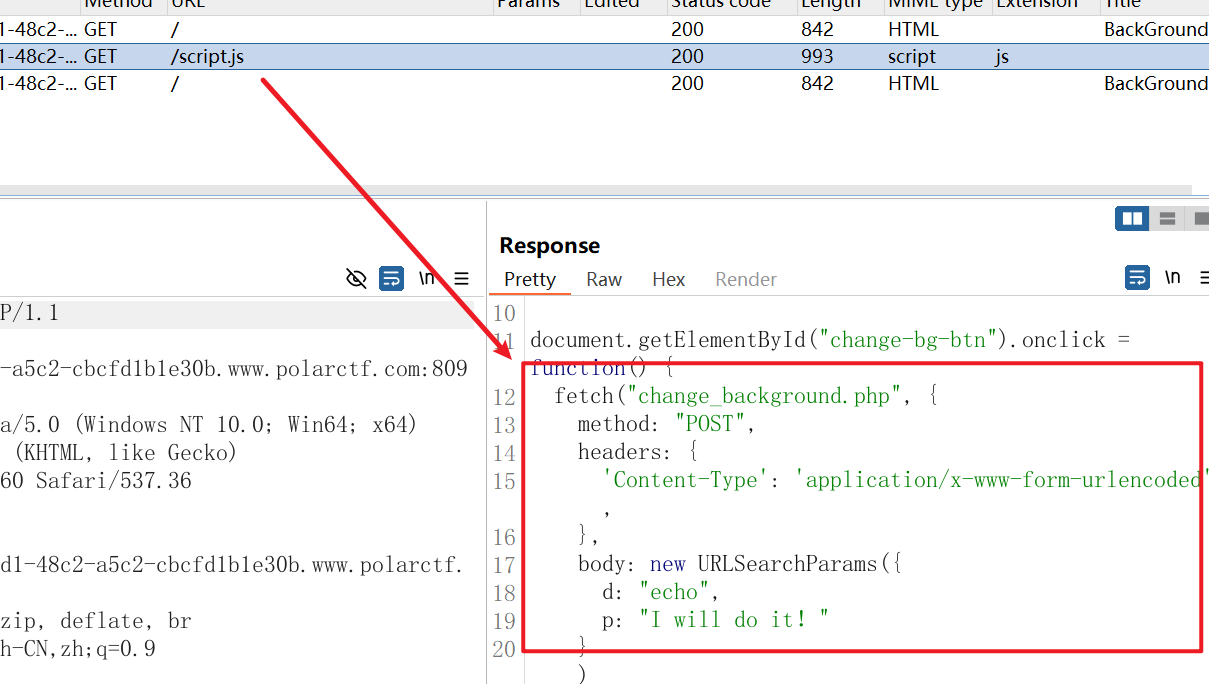 Method URL Params Edited Status code Length MIME type Extension Title
1-48c2-... GET / 200 842 HTML BackGround
1-48c2-... GET /script.js 200 993 script js
1-48c2-... GET / 200 842 HTML BackGround
Response
\n
Pretty Raw Hex Render \n
P/1.1
-a5c2-cbcfd1b1e30b.www.polarctf.com:809
a/5.0 (Windows NT 10.0; Win64; x64)
(KHTML, like Gecko)
60 Safari/537.36
d1-48c2-a5c2-cbcfd1b1e30b.www.polarctf.
zip, deflate, br
h-CN,zh;q=0.9
10
11 document.getElementById("change-bg-btn").onclick =
function() {
12 fetch("change_background.php", {
13 method: "POST",
14 headers: {
15 'Content-Type': 'application/x-www-form-urlencoded'
,
16 },
17 body: new URLSearchParams({
18 d: "echo",
19 p: "I will do it! "
20 }
)